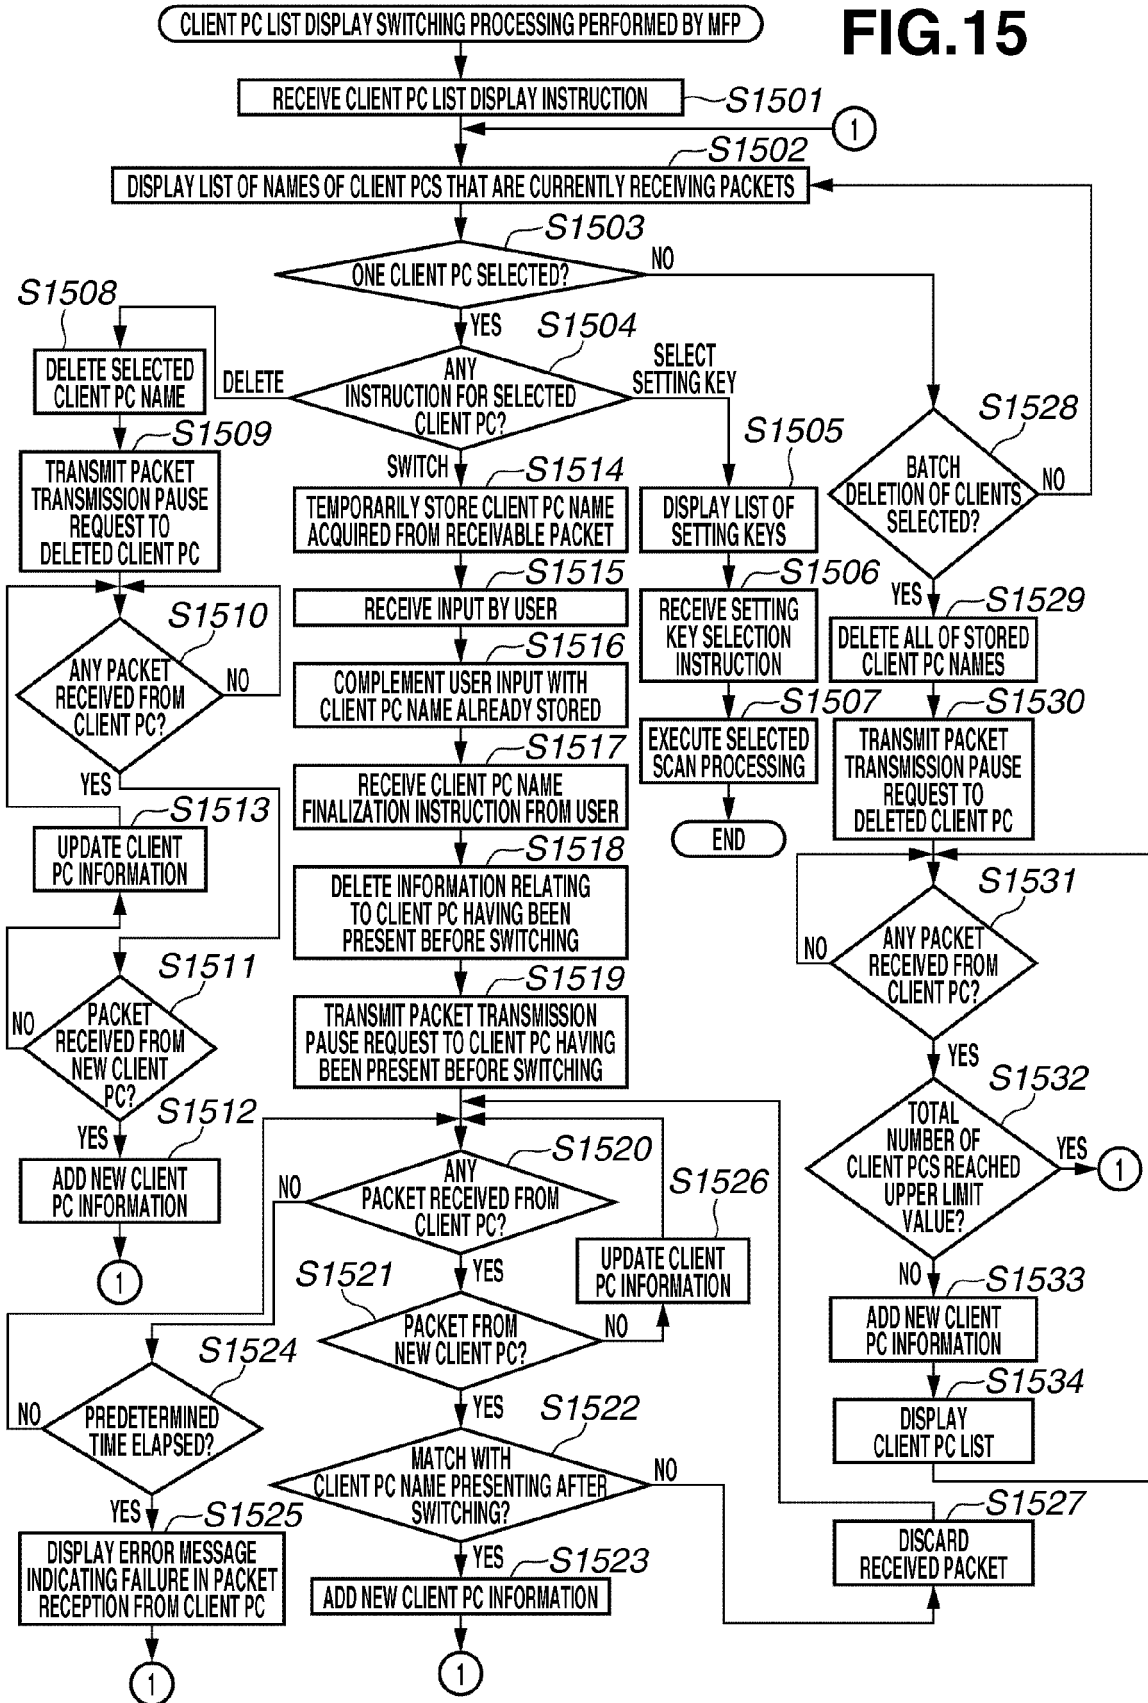 CLIENT PC LIST DISPLAY SWITCHING PROCESSING PERFORMED BY MFP
FIG.15
RECEIVE CLIENT PC LIST DISPLAY INSTRUCTION
S1501
1
S1502
DISPLAY LIST OF NAMES OF CLIENT PCS THAT ARE CURRENTLY RECEIVING PACKETS
S1503
ONE CLIENT PC SELECTED?
NO
YES
S1504
ANY
INSTRUCTION FOR SELECTED
CLIENT PC?
DELETE
SELECT
SETTING KEY
SWITCH
S1508
DELETE SELECTED
CLIENT PC NAME
S1509
TRANSMIT PACKET
TRANSMISSION PAUSE
REQUEST TO
DELETED CLIENT PC
S1510
ANY PACKET
RECEIVED FROM
CLIENT PC?
NO
YES
S1513
UPDATE CLIENT
PC INFORMATION
S1511
PACKET
RECEIVED FROM
NEW CLIENT
PC?
NO
YES
S1512
ADD NEW CLIENT
PC INFORMATION
1
S1514
TEMPORARILY STORE CLIENT PC NAME
ACQUIRED FROM RECEIVABLE PACKET
S1515
RECEIVE INPUT BY USER
S1516
COMPLEMENT USER INPUT WITH
CLIENT PC NAME ALREADY STORED
S1517
RECEIVE CLIENT PC NAME
FINALIZATION INSTRUCTION FROM USER
S1518
DELETE INFORMATION RELATING
TO CLIENT PC HAVING BEEN
PRESENT BEFORE SWITCHING
S1519
TRANSMIT PACKET TRANSMISSION
PAUSE REQUEST TO CLIENT PC HAVING
BEEN PRESENT BEFORE SWITCHING
S1520
ANY
PACKET RECEIVED FROM
CLIENT PC?
NO
YES
S1526
UPDATE CLIENT
PC INFORMATION
S1521
PACKET FROM
NEW CLIENT PC?
NO
YES
S1524
PREDETERMINED
TIME ELAPSED?
NO
YES
S1525
DISPLAY ERROR MESSAGE
INDICATING FAILURE IN PACKET
RECEPTION FROM CLIENT PC
1
S1522
MATCH WITH
CLIENT PC NAME PRESENTING AFTER
SWITCHING?
NO
YES
S1523
ADD NEW CLIENT PC INFORMATION
1
S1505
DISPLAY LIST OF
SETTING KEYS
S1506
RECEIVE SETTING
KEY SELECTION
INSTRUCTION
S1507
EXECUTE SELECTED
SCAN PROCESSING
END
S1528
BATCH
DELETION OF CLIENTS
SELECTED?
NO
YES
S1529
DELETE ALL OF STORED
CLIENT PC NAMES
S1530
TRANSMIT PACKET
TRANSMISSION PAUSE
REQUEST TO
DELETED CLIENT PC
S1531
ANY PACKET
RECEIVED FROM
CLIENT PC?
NO
YES
S1532
TOTAL
NUMBER OF
CLIENT PCS REACHED
UPPER LIMIT
VALUE?
YES
1
NO
S1533
ADD NEW CLIENT
PC INFORMATION
S1534
DISPLAY
CLIENT PC LIST
S1527
DISCARD
RECEIVED PACKET